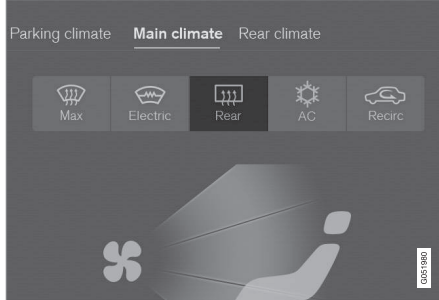 Parking climate Main climate Rear climate
Max Electric Rear AC Recirc
G051980